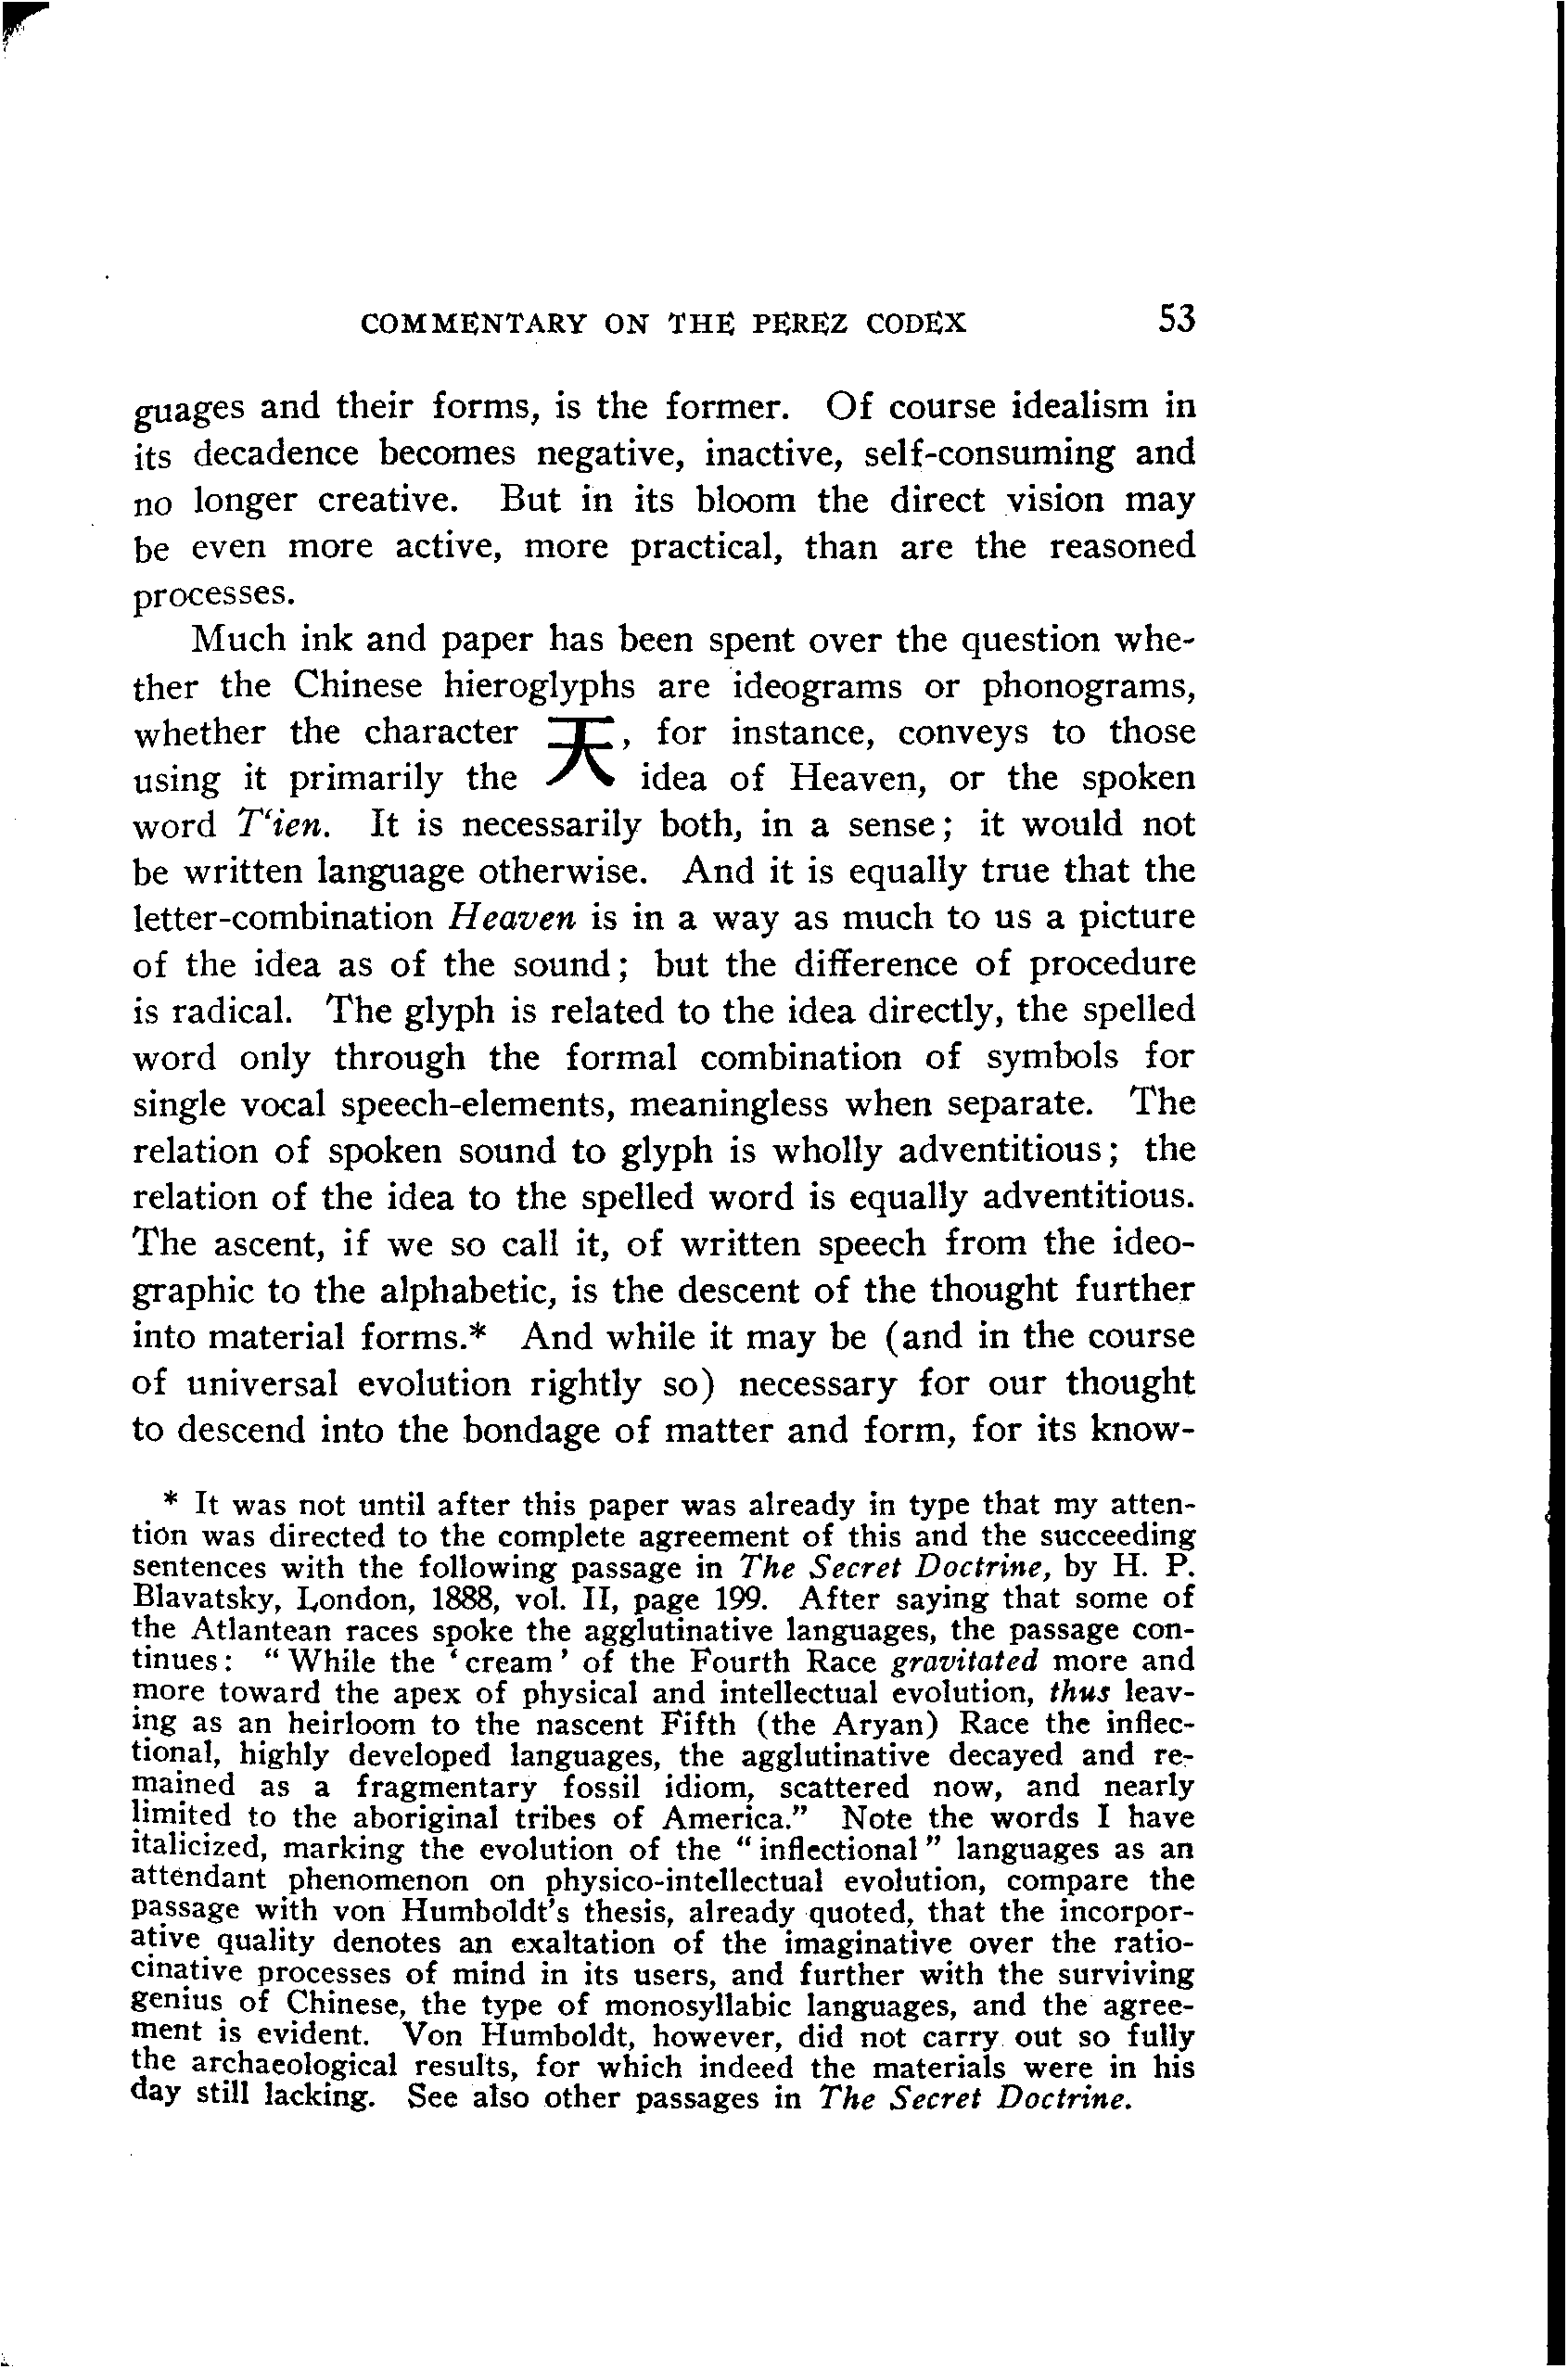 COMMENTARY ON THE PEREZ CODEX 53
guages and their forms, is the former. Of course idealism in
its decadence becomes negative, inactive, self-consuming and
no longer creative. But in its bloom the direct vision may
be even more active, more practical, than are the reasoned
processes.
Much ink and paper has been spent over the question whe-
ther the Chinese hieroglyphs are ideograms or phonograms,
whether the character 天, for instance, conveys to those
using it primarily the idea of Heaven, or the spoken
word T‘ien. It is necessarily both, in a sense; it would not
be written language otherwise. And it is equally true that the
letter-combination Heaven is in a way as much to us a picture
of the idea as of the sound; but the difference of procedure
is radical. The glyph is related to the idea directly, the spelled
word only through the formal combination of symbols for
single vocal speech-elements, meaningless when separate. The
relation of spoken sound to glyph is wholly adventitious; the
relation of the idea to the spelled word is equally adventitious.
The ascent, if we so call it, of written speech from the ideo-
graphic to the alphabetic, is the descent of the thought further
into material forms.* And while it may be (and in the course
of universal evolution rightly so) necessary for our thought
to descend into the bondage of matter and form, for its know-
* It was not until after this paper was already in type that my atten-
tion was directed to the complete agreement of this and the succeeding
sentences with the following passage in The Secret Doctrine, by H. P.
Blavatsky, London, 1888, vol. II, page 199. After saying that some of
the Atlantean races spoke the agglutinative languages, the passage con-
tinues: "While the 'cream' of the Fourth Race gravitated more and
more toward the apex of physical and intellectual evolution, thus leav-
ing as an heirloom to the nascent Fifth (the Aryan) Race the inflec-
tional, highly developed languages, the agglutinative decayed and re-
mained as a fragmentary fossil idiom, scattered now, and nearly
limited to the aboriginal tribes of America." Note the words I have
italicized, marking the evolution of the "inflectional" languages as an
attendant phenomenon on physico-intellectual evolution, compare the
passage with von Humboldt's thesis, already quoted, that the incorpor-
ative quality denotes an exaltation of the imaginative over the ratio-
cinative processes of mind in its users, and further with the surviving
genius of Chinese, the type of monosyllabic languages, and the agree-
ment is evident. Von Humboldt, however, did not carry out so fully
the archaeological results, for which indeed the materials were in his
day still lacking. See also other passages in The Secret Doctrine.